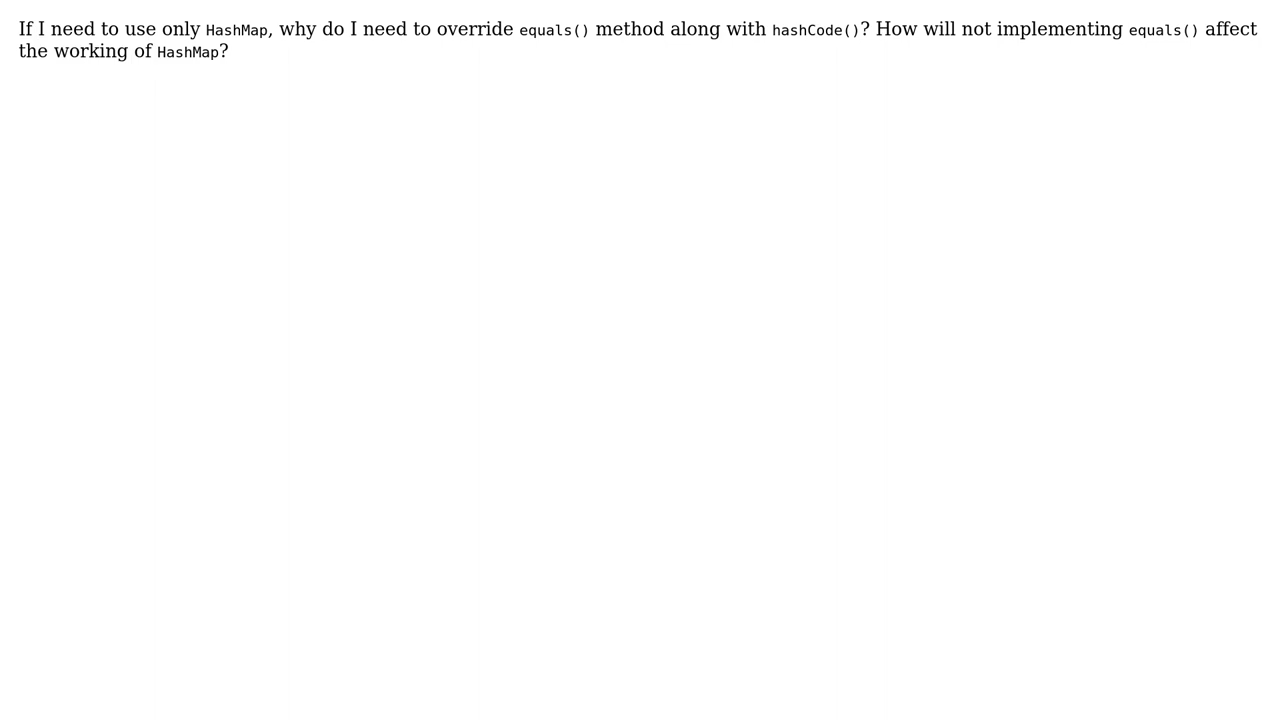 If I need to use only HashMap, why do I need to override equals() method along with hashCode()? How will not implementing equals() affect
the working of HashMap?